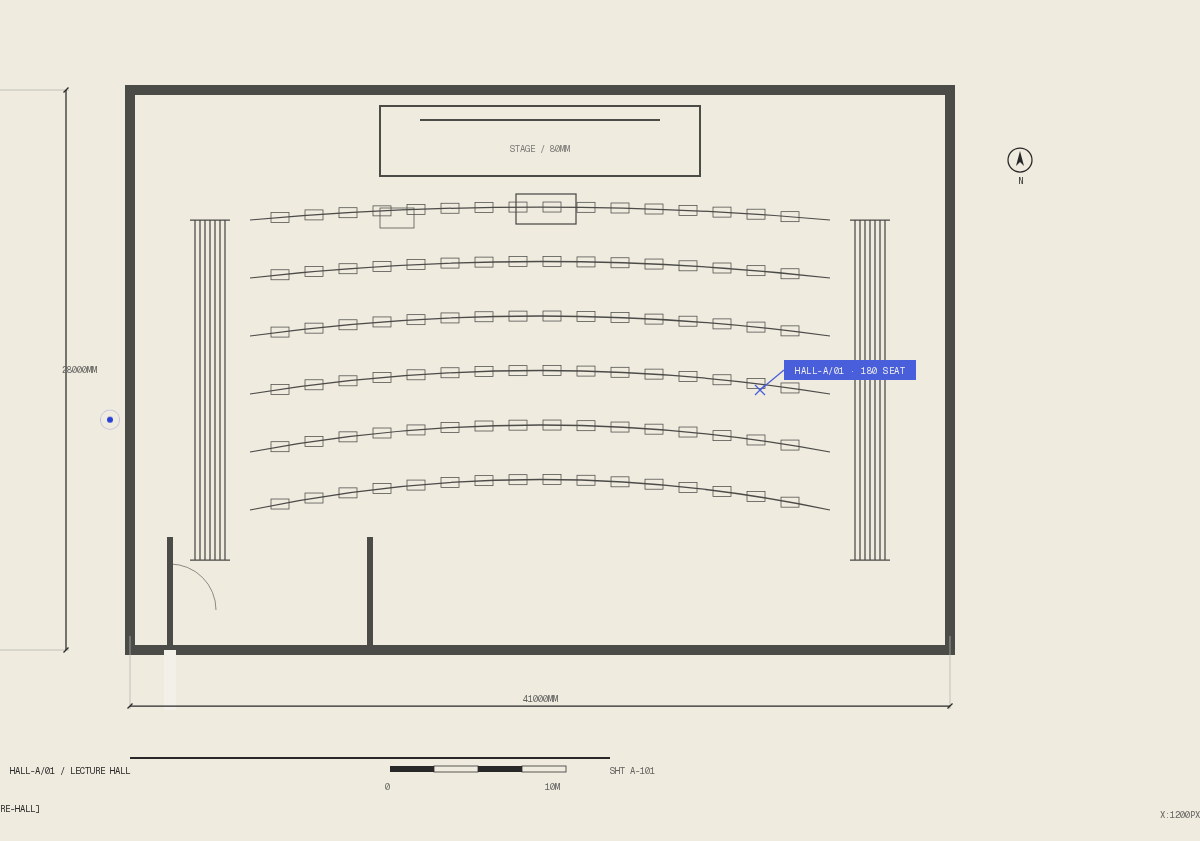 STAGE / 80MM
N
28000MM
HALL-A/01 · 180 SEAT
41000MM
HALL-A/01 / LECTURE HALL
SHT A-101
0
10M
RE-HALL]
X:1200PX